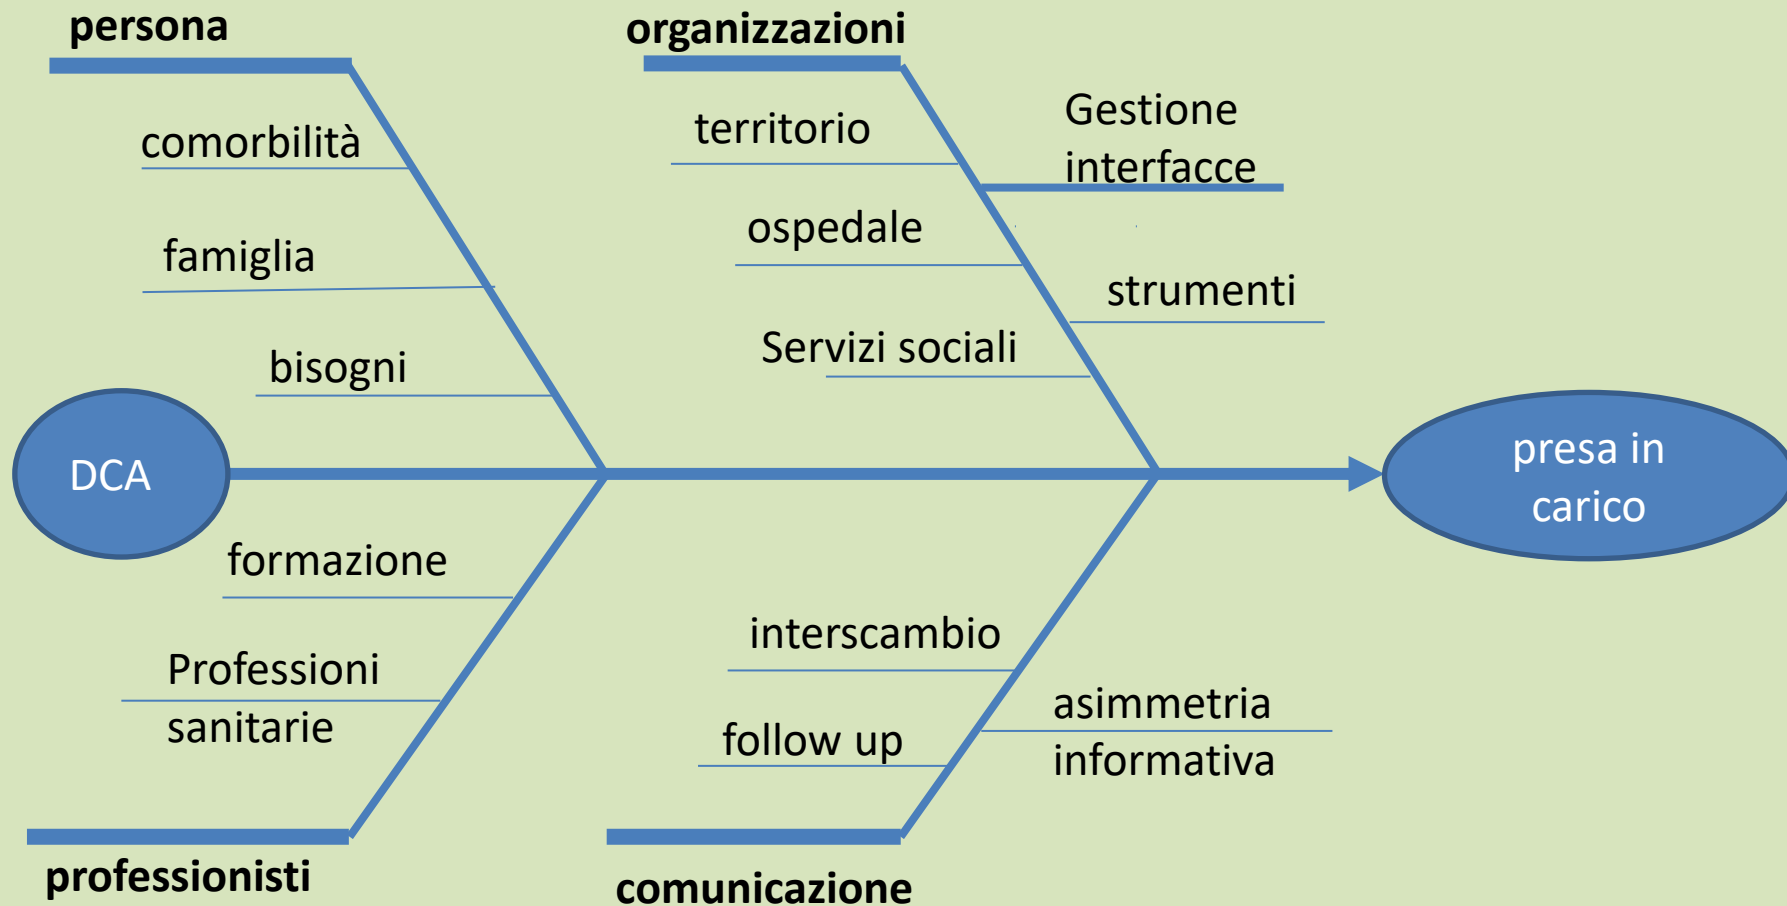 persona
comorbilità
famiglia
bisogni
organizzazioni
territorio
ospedale
Servizi sociali
Gestione
interfacce
strumenti
DCA
presa in
carico
formazione
Professioni
sanitarie
professionisti
interscambio
follow up
asimmetria
informativa
comunicazione